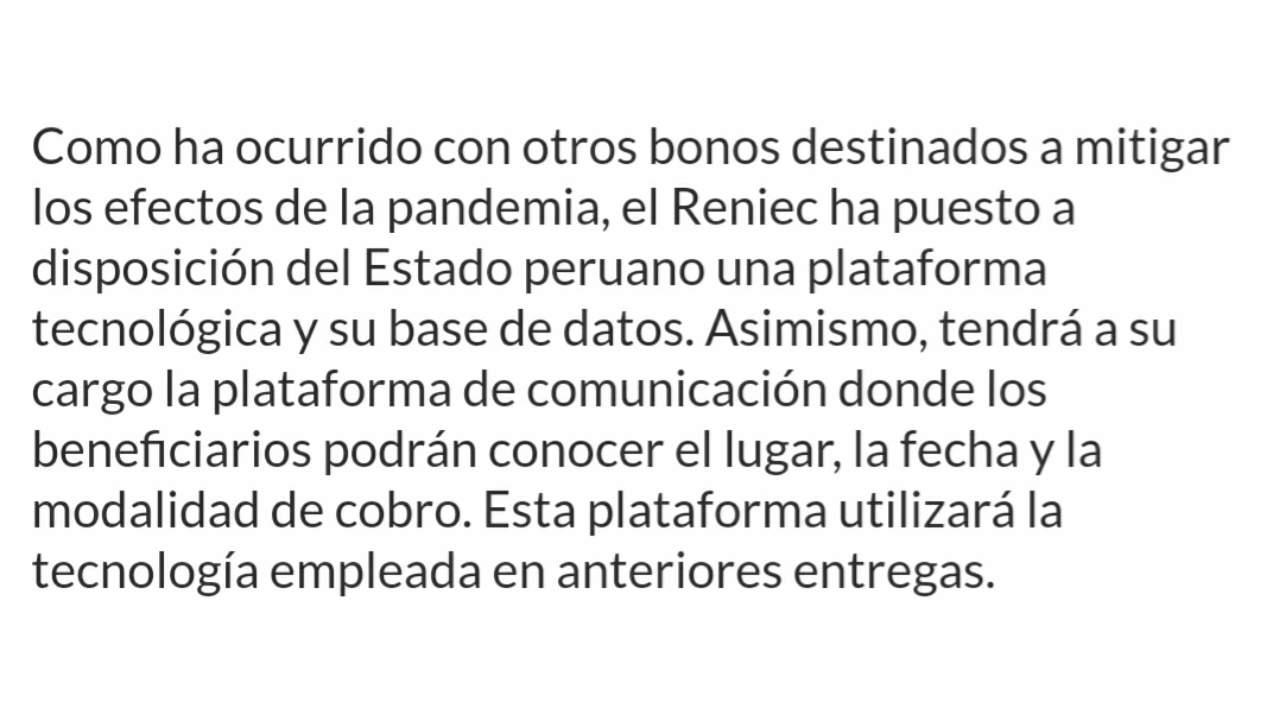 Como ha ocurrido con otros bonos destinados a mitigar
los efectos de la pandemia, el Reniec ha puesto a
disposición del Estado peruano una plataforma
tecnológica y su base de datos. Asimismo, tendrá a su
cargo la plataforma de comunicación donde los
beneficiarios podrán conocer el lugar, la fecha y la
modalidad de cobro. Esta plataforma utilizará la
tecnología empleada en anteriores entregas.